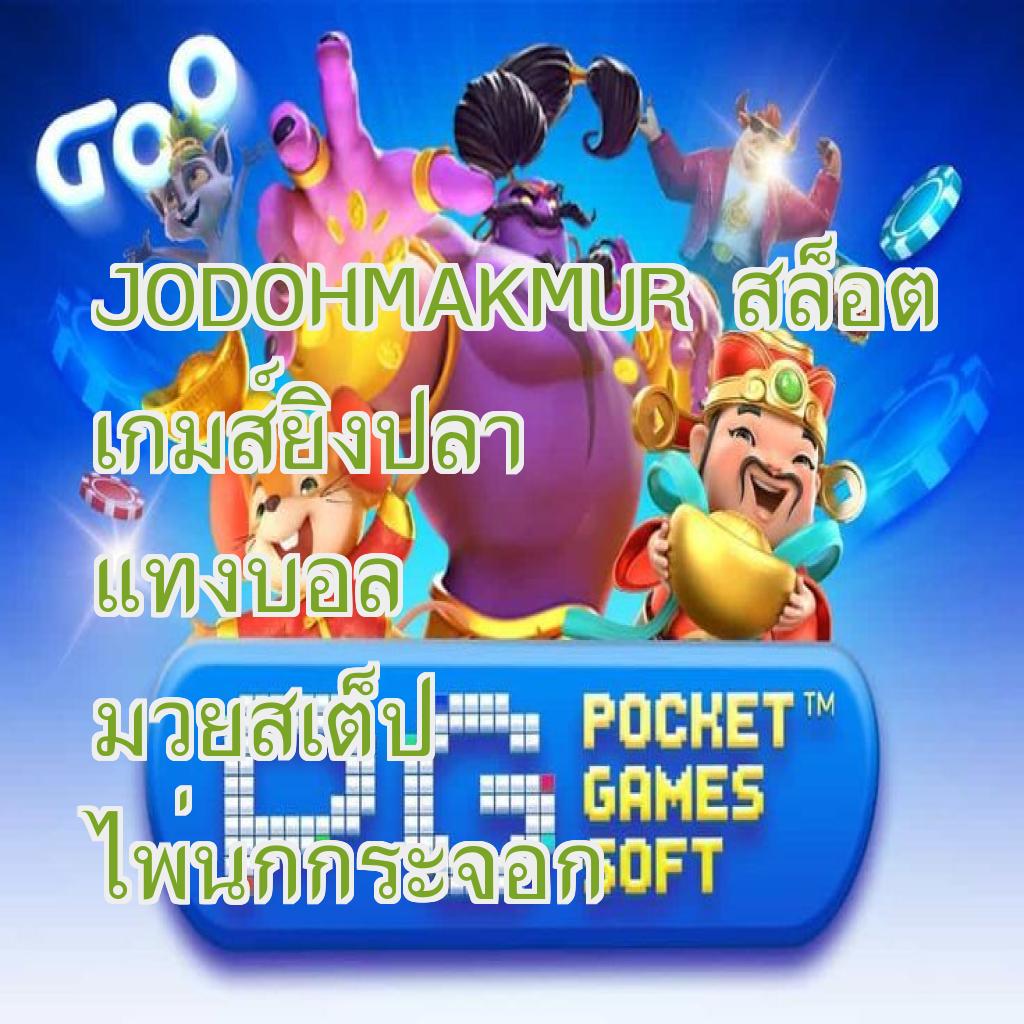 GOO
JODOHMAKMUR สล็อต
เกมส์ยิงปลา
แทงบอล
มวยสเต็ป
ไพ่นกกระจอก
PG
POCKET™
GAMES
SOFT